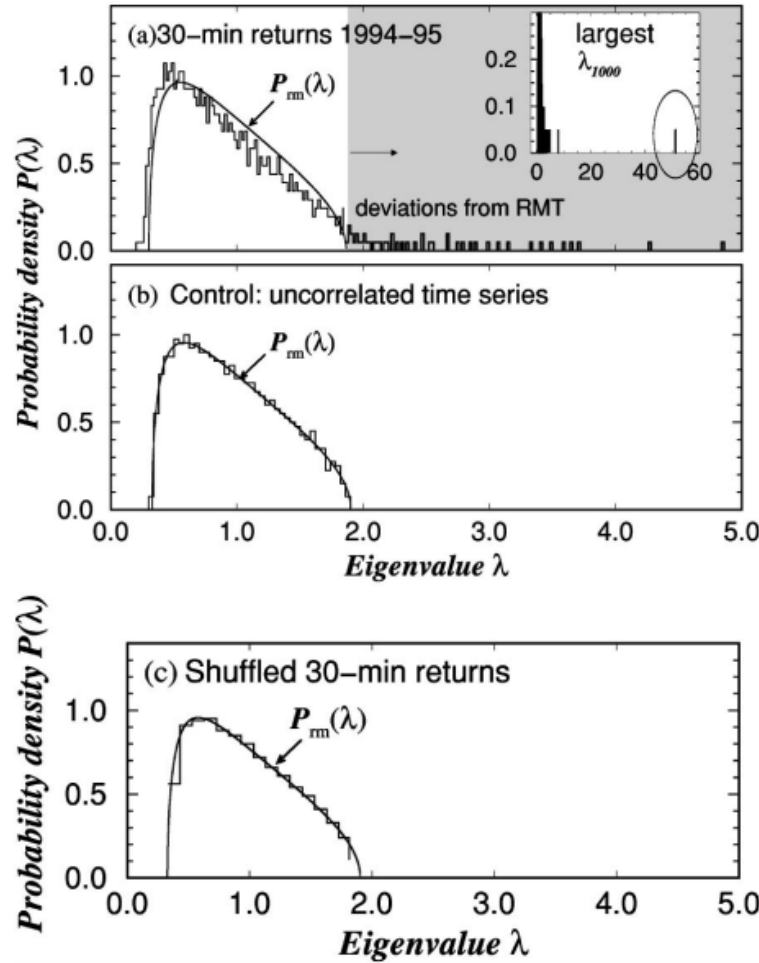 (a)30−min returns 1994−95
largest
λ1000
Prm(λ)
deviations from RMT
0.2
0.1
0.0
0 20 40 60
1.0
0.5
0.0
(b) Control: uncorrelated time series
Prm(λ)
1.0
0.5
0.0
0.0 1.0 2.0 3.0 4.0 5.0
Eigenvalue λ
Probability density P(λ)
(c) Shuffled 30−min returns
Prm(λ)
1.0
0.5
0.0
0.0 1.0 2.0 3.0 4.0 5.0
Eigenvalue λ
Probability density P(λ)